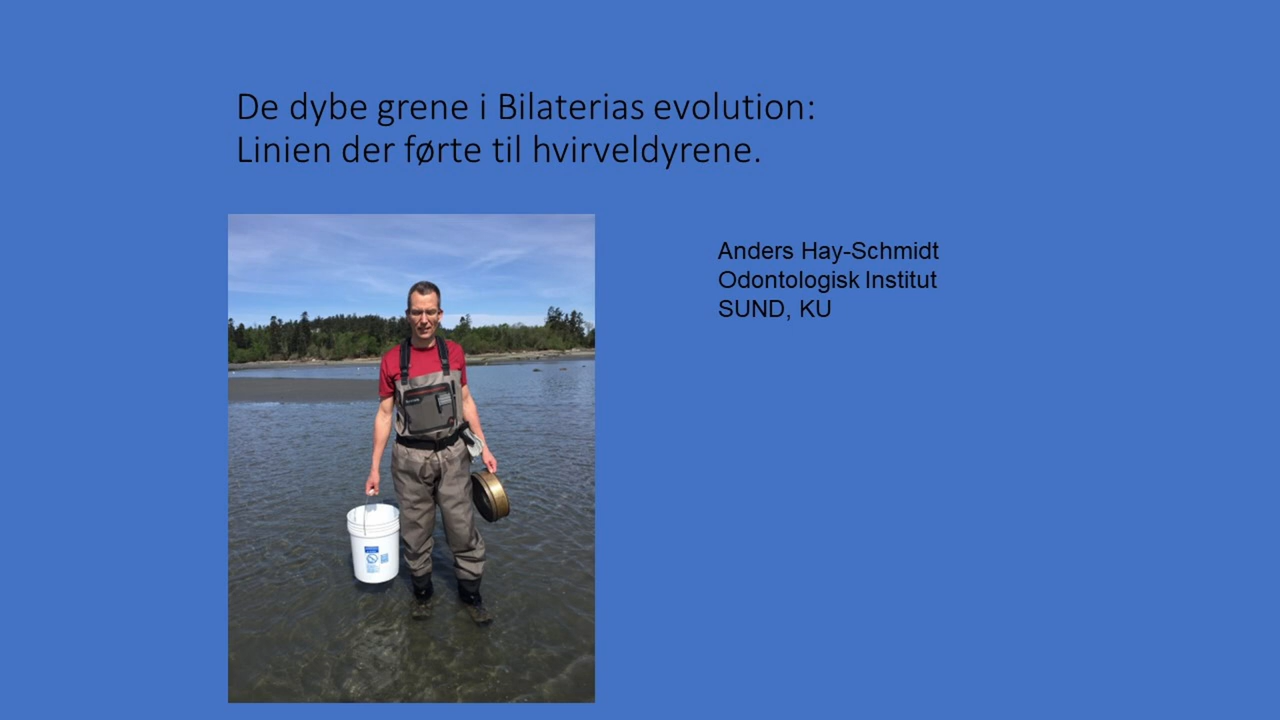 De dybe grene i Bilaterias evolution:
Linien der førte til hvirveldyrene.
Anders Hay-Schmidt
Odontologisk Institut
SUND, KU